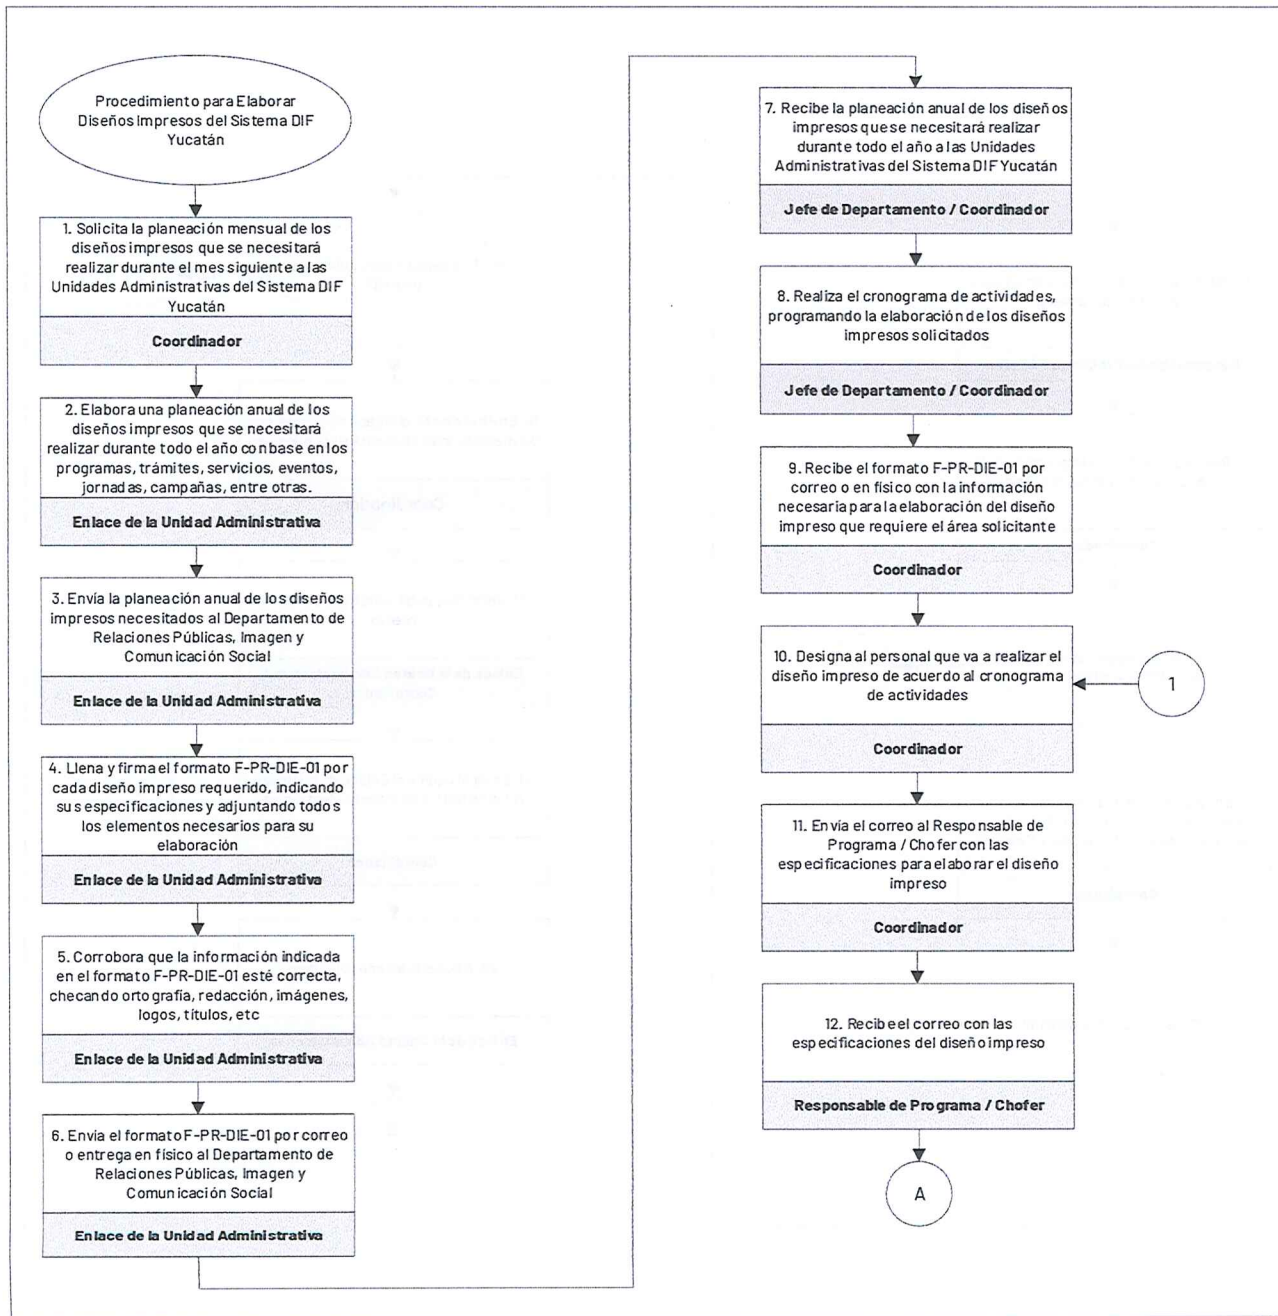 Procedimiento para Elaborar
Diseños Impresos del Sistema DIF
Yucatán
1. Solicita la planeación mensual de los
diseños impresos que se necesitará
realizar durante el mes siguiente a las
Unidades Administrativas del Sistema DIF
Yucatán
Coordinador
2. Elabora una planeación anual de los
diseños impresos que se necesitará
realizar durante todo el año con base en los
programas, trámites, servicios, eventos,
jornadas, campañas, entre otras.
Enlace de la Unidad Administrativa
3. Envía la planeación anual de los diseños
impresos necesitados al Departamento de
Relaciones Públicas, Imagen y
Comunicación Social
Enlace de la Unidad Administrativa
4. Llena y firma el formato F-PR-DIE-01 por
cada diseño impreso requerido, indicando
sus especificaciones y adjuntando todos
los elementos necesarios para su
elaboración
Enlace de la Unidad Administrativa
5. Corrobora que la información indicada
en el formato F-PR-DIE-01 esté correcta,
checando ortografía, redacción, imágenes,
logos, títulos, etc
Enlace de la Unidad Administrativa
6. Envía el formato F-PR-DIE-01 por correo
o entrega en físico al Departamento de
Relaciones Públicas, Imagen y
Comunicación Social
Enlace de la Unidad Administrativa
7. Recibe la planeación anual de los diseños
impresos que se necesitará realizar
durante todo el año a las Unidades
Administrativas del Sistema DIF Yucatán
Jefe de Departamento / Coordinador
8. Realiza el cronograma de actividades,
programando la elaboración de los diseños
impresos solicitados
Jefe de Departamento / Coordinador
9. Recibe el formato F-PR-DIE-01 por
correo o en físico con la información
necesaria para la elaboración del diseño
impreso que requiere el área solicitante
Coordinador
10. Designa al personal que va a realizar el
diseño impreso de acuerdo al cronograma
de actividades
Coordinador
1
11. Envía el correo al Responsable de
Programa / Chofer con las
especificaciones para elaborar el diseño
impreso
Coordinador
12. Recibe el correo con las
especificaciones del diseño impreso
Responsable de Programa / Chofer
A